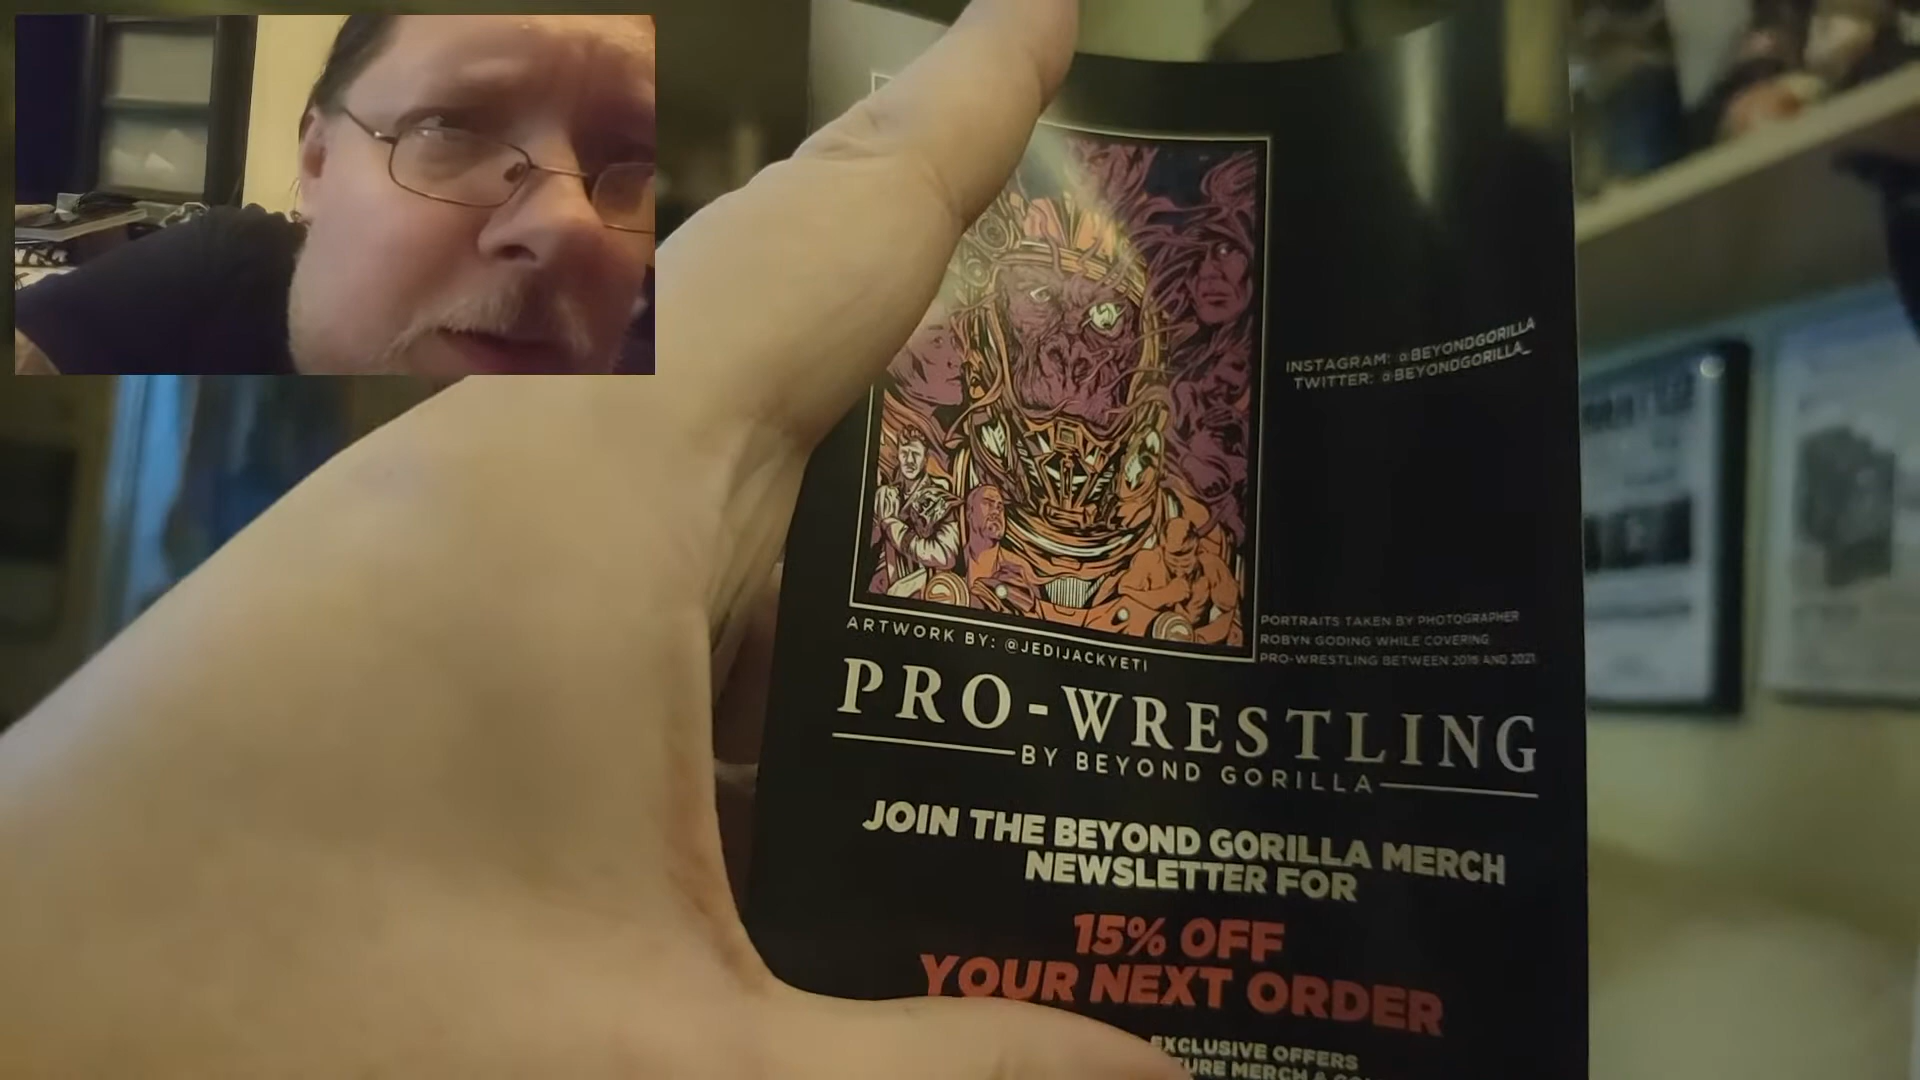 INSTAGRAM: @BEYONDGORILLA
TWITTER: @BEYONDGORILLA_
ARTWORK BY: @JEDIJACKYETI
PORTRAITS TAKEN BY PHOTOGRAPHER
ROBYN GODING WHILE COVERING
PRO-WRESTLING BETWEEN 2016 AND 2021
PRO-WRESTLING
BY BEYOND GORILLA
JOIN THE BEYOND GORILLA MERCH
NEWSLETTER FOR
15% OFF
YOUR NEXT ORDER
EXCLUSIVE OFFERS
MERCH &